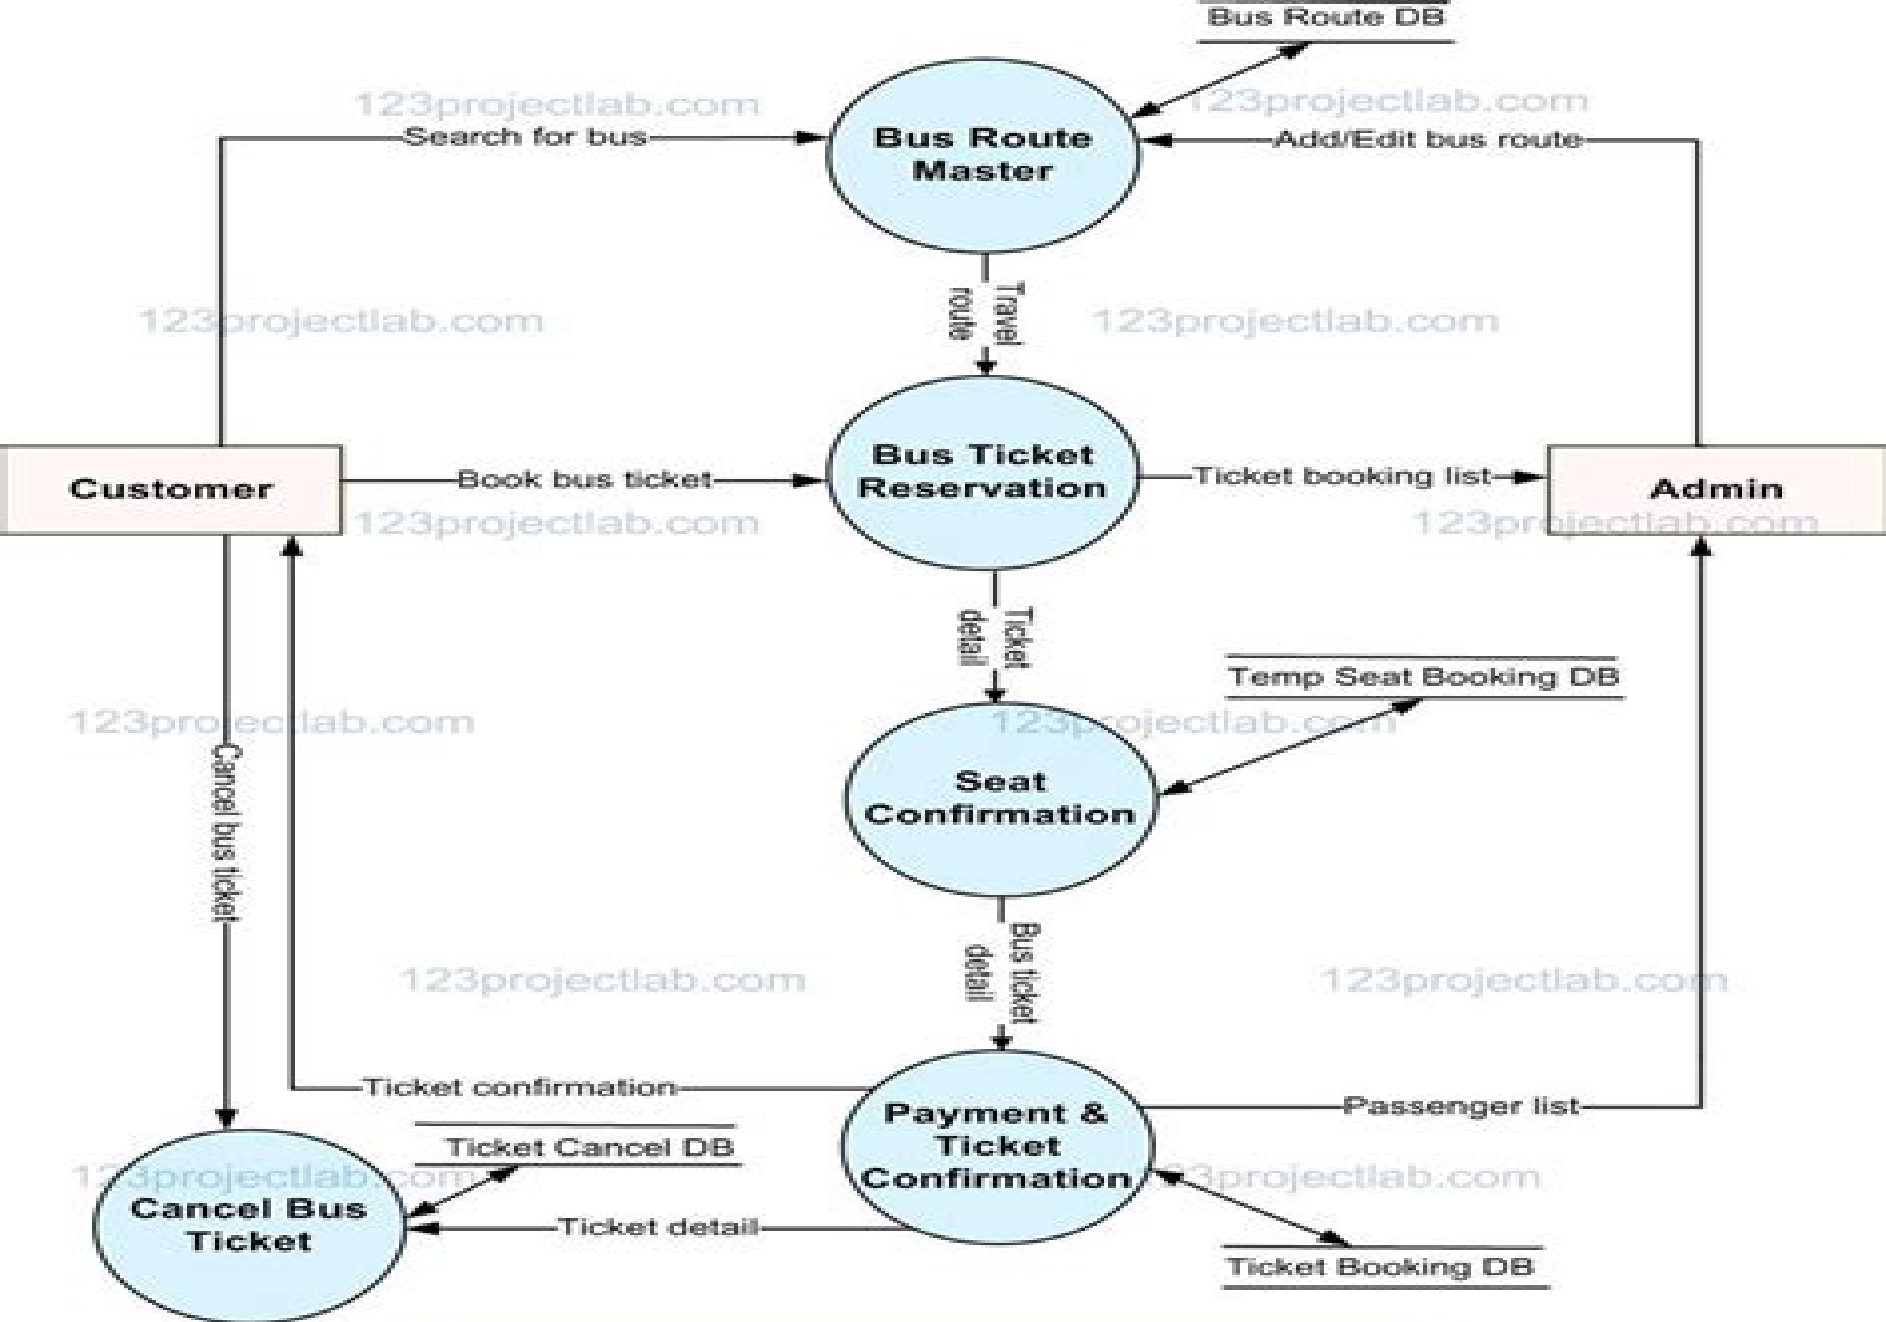 Bus Route DB
123projectlab.com
123projectlab.com
Search for bus
Bus Route
Master
Add/Edit bus route
Travel
route
123projectlab.com
123projectlab.com
Customer
Book bus ticket
Bus Ticket
Reservation
Ticket booking list
Admin
123projectlab.com
123projectlab.com
Ticket
detail
Temp Seat Booking DB
123projectlab.com
123projectlab.com
Cancel bus ticket
Seat
Confirmation
Bus ticket
detail
123projectlab.com
123projectlab.com
Ticket confirmation
Payment &
Ticket
Confirmation
Passenger list
Ticket Cancel DB
123projectlab.com
3projectlab.com
Cancel Bus
Ticket
Ticket detail
Ticket Booking DB